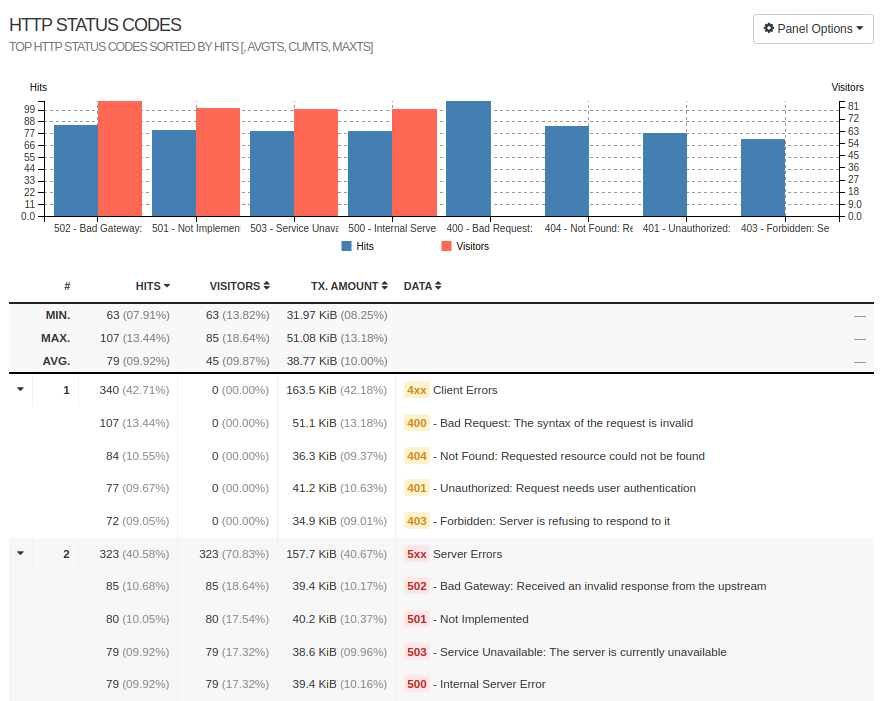 HTTP STATUS CODES
Panel Options
TOP HTTP STATUS CODES SORTED BY HITS [, AVGTS, CUMTS, MAXTS]
Hits Visitors
99 81
88 72
77 63
66 54
55 45
44 36
33 27
22 18
11 9.0
0.0 0.0
502 - Bad Gateway: 501 - Not Implemen 503 - Service Unava 500 - Internal Serve 400 - Bad Request: 404 - Not Found: Re 401 - Unauthorized: 403 - Forbidden: Se
Hits Visitors
# HITS VISITORS TX. AMOUNT DATA
MIN. 63 (07.91%) 63 (13.82%) 31.97 KiB (08.25%) —
MAX. 107 (13.44%) 85 (18.64%) 51.08 KiB (13.18%) —
AVG. 79 (09.92%) 45 (09.87%) 38.77 KiB (10.00%) —
1 340 (42.71%) 0 (00.00%) 163.5 KiB (42.18%) 4xx Client Errors
107 (13.44%) 0 (00.00%) 51.1 KiB (13.18%) 400 - Bad Request: The syntax of the request is invalid
84 (10.55%) 0 (00.00%) 36.3 KiB (09.37%) 404 - Not Found: Requested resource could not be found
77 (09.67%) 0 (00.00%) 41.2 KiB (10.63%) 401 - Unauthorized: Request needs user authentication
72 (09.05%) 0 (00.00%) 34.9 KiB (09.01%) 403 - Forbidden: Server is refusing to respond to it
2 323 (40.58%) 323 (70.83%) 157.7 KiB (40.67%) 5xx Server Errors
85 (10.68%) 85 (18.64%) 39.4 KiB (10.17%) 502 - Bad Gateway: Received an invalid response from the upstream
80 (10.05%) 80 (17.54%) 40.2 KiB (10.37%) 501 - Not Implemented
79 (09.92%) 79 (17.32%) 38.6 KiB (09.96%) 503 - Service Unavailable: The server is currently unavailable
79 (09.92%) 79 (17.32%) 39.4 KiB (10.16%) 500 - Internal Server Error